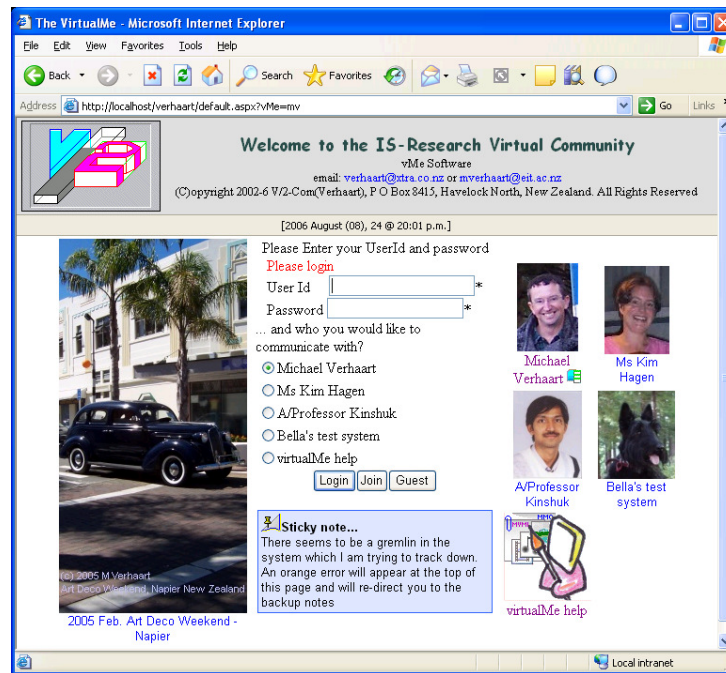 The VirtualMe - Microsoft Internet Explorer
File Edit View Favorites Tools Help
Back Search Favorites
Address http://localhost/verhaart/default.aspx?vMe=mv Go Links »
Welcome to the IS-Research Virtual Community
vMe Software
email: verhaart@xtra.co.nz or mverhaart@eit.ac.nz
(C)opyright 2002-6 V/2-Com(Verhaart), P O Box 8415, Havelock North, New Zealand. All Rights Reserved
[2006 August (08), 24 @ 20:01 p.m.]
(c) 2005 M Verhaart
Art Deco Weekend, Napier New Zealand
2005 Feb. Art Deco Weekend -
Napier
Please Enter your UserId and password
Please login
User Id *
Password *
... and who you would like to
communicate with?
Michael Verhaart
Ms Kim Hagen
A/Professor Kinshuk
Bella's test system
virtualMe help
Login Join Guest
Sticky note...
There seems to be a gremlin in the
system which I am trying to track down.
An orange error will appear at the top of
this page and will re-direct you to the
backup notes
Michael
Verhaart
Ms Kim
Hagen
A/Professor
Kinshuk
Bella's test
system
virtualMe help
Local intranet